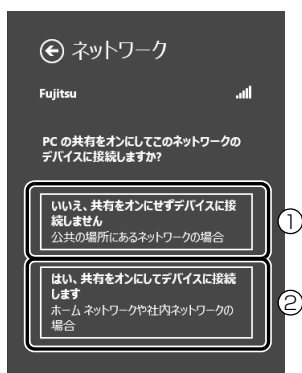 ネットワーク
Fujitsu
PC の共有をオンにしてこのネットワークの
デバイスに接続しますか?
いいえ、共有をオンにせずデバイスに接
続しません
公共の場所にあるネットワークの場合
①
はい、共有をオンにしてデバイスに接続
します
ホーム ネットワークや社内ネットワークの
場合
②